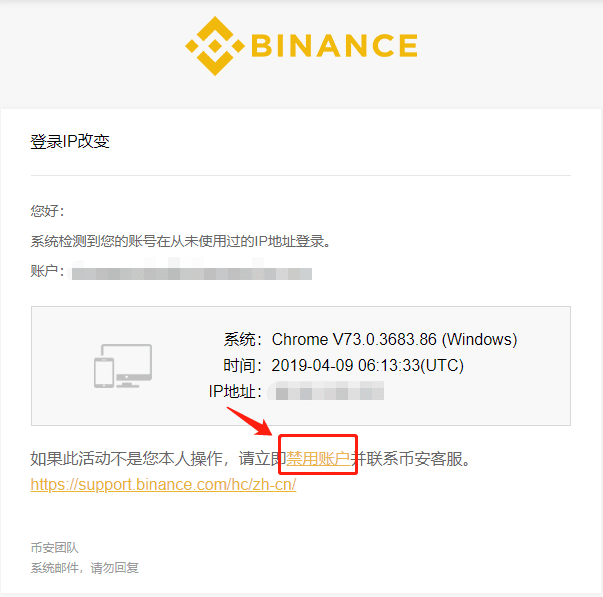 BINANCE
登录IP改变
您好：
系统检测到您的账号在从未使用过的IP地址登录。
账户：
系统：Chrome V73.0.3683.86 (Windows)
时间：2019-04-09 06:13:33(UTC)
IP地址：
如果此活动不是您本人操作，请立即禁用账户并联系币安客服。
https://support.binance.com/hc/zh-cn/
币安团队
系统邮件，请勿回复